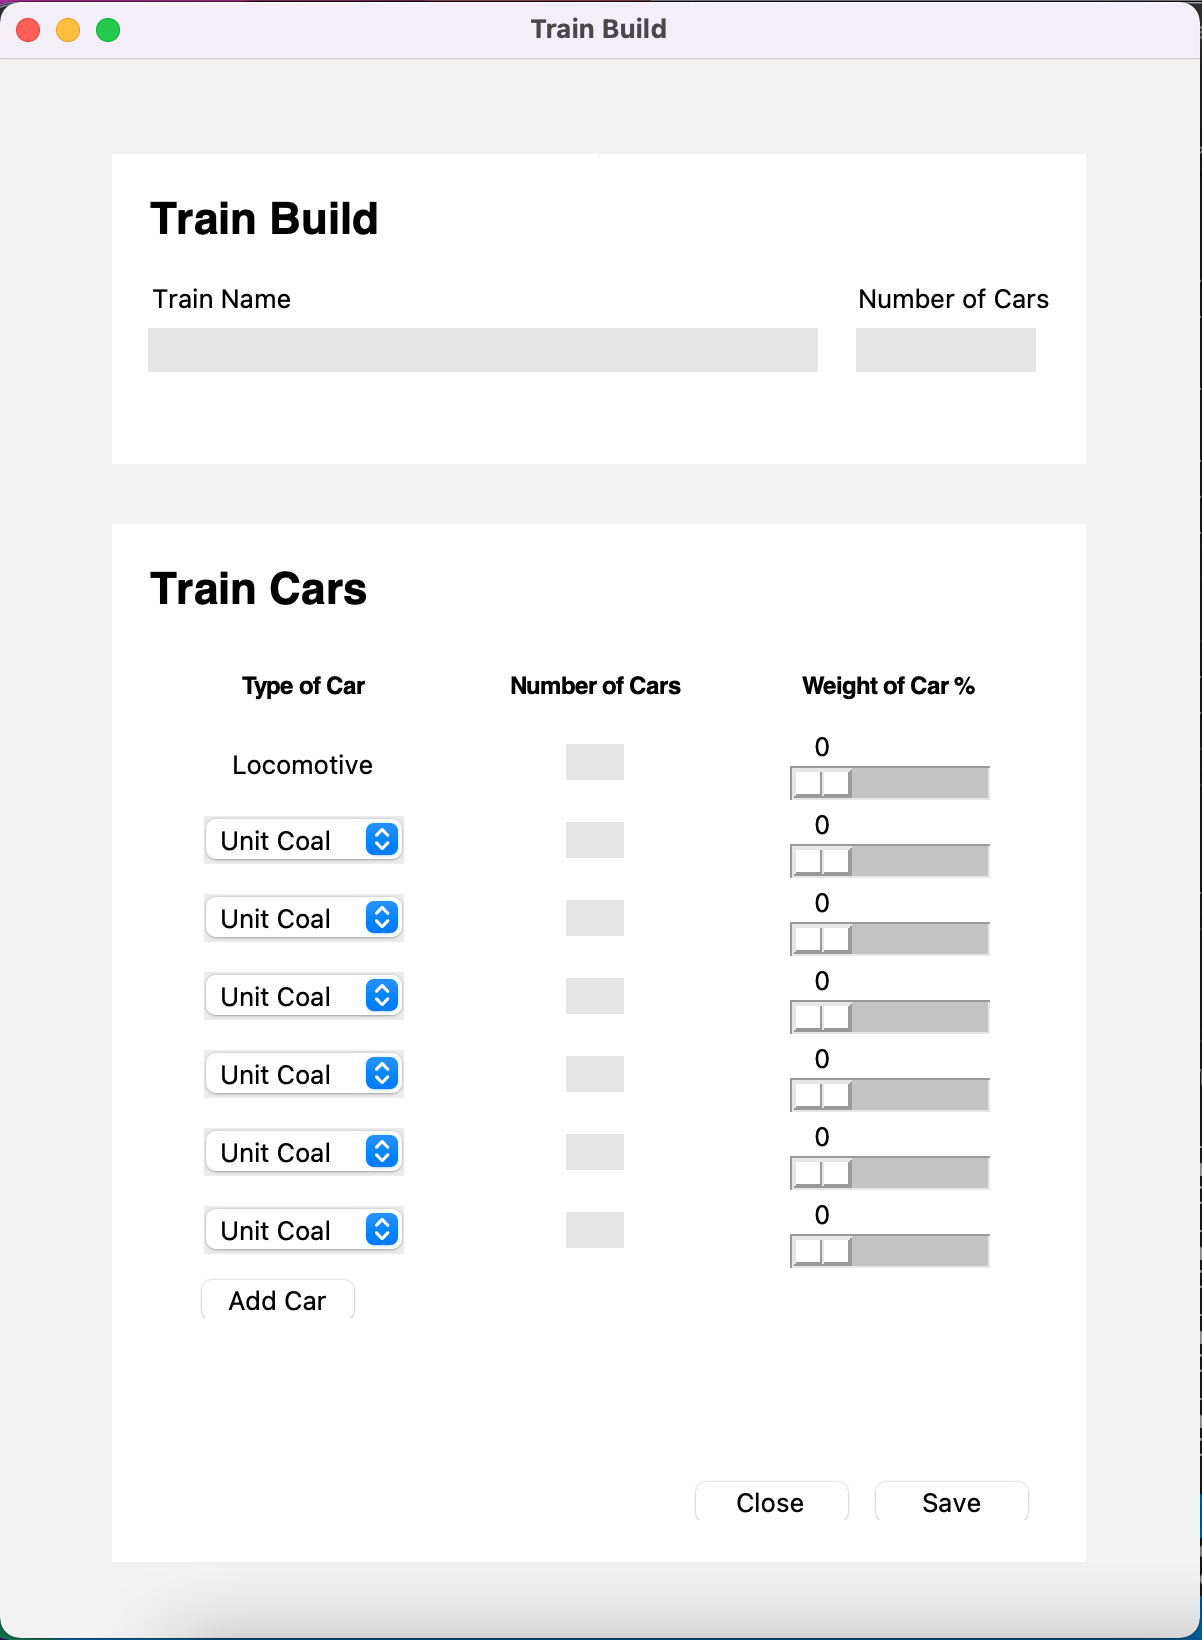 Train Build
Train Build
Train Name Number of Cars
Train Cars
Type of Car Number of Cars Weight of Car %
0
Locomotive
0
Unit Coal
0
Unit Coal
0
Unit Coal
0
Unit Coal
0
Unit Coal
0
Unit Coal
Add Car
Close Save